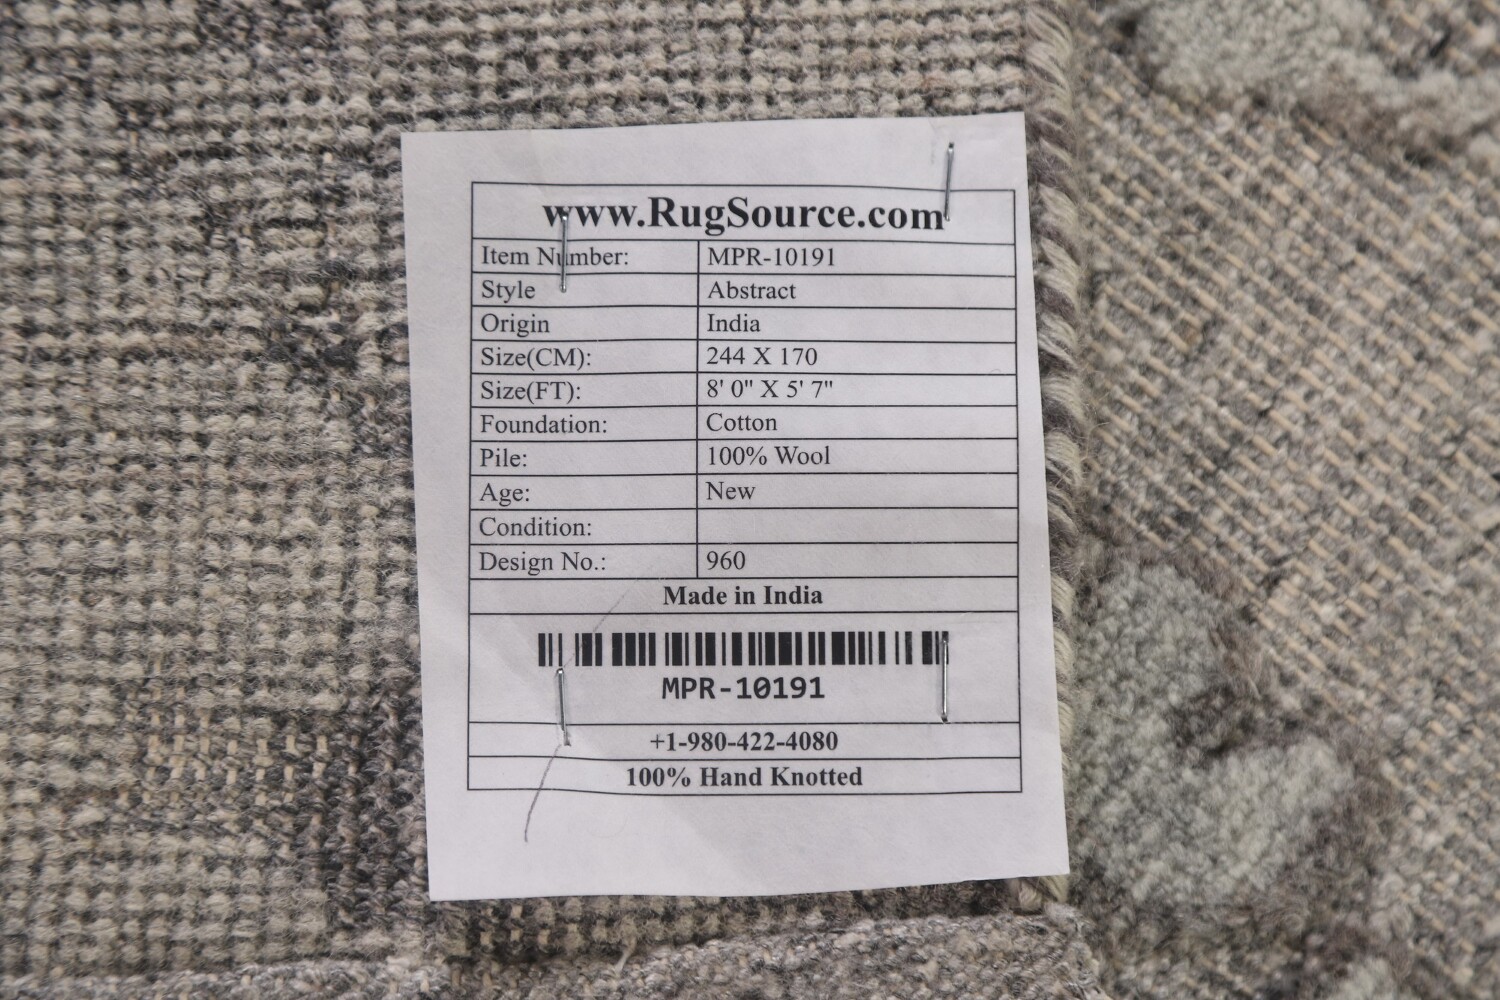 www.RugSource.com
Item Number: MPR-10191
Style Abstract
Origin India
Size(CM): 244 X 170
Size(FT): 8' 0" X 5' 7"
Foundation: Cotton
Pile: 100% Wool
Age: New
Condition:
Design No.: 960
Made in India
MPR-10191
+1-980-422-4080
100% Hand Knotted